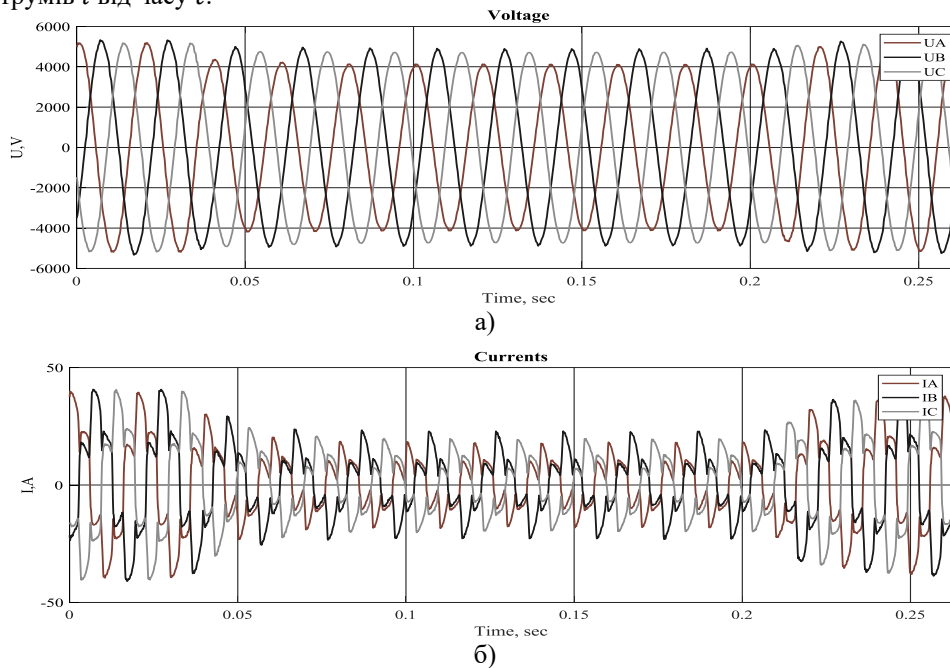 струмів i від часу t.
Voltage
6000
4000
2000
0
-2000
-4000
-6000
U,V
UA
UB
UC
0 0.05 0.1 0.15 0.2 0.25
Time, sec
а)
Currents
50
0
-50
I,A
IA
IB
IC
0 0.05 0.1 0.15 0.2 0.25
Time, sec
б)